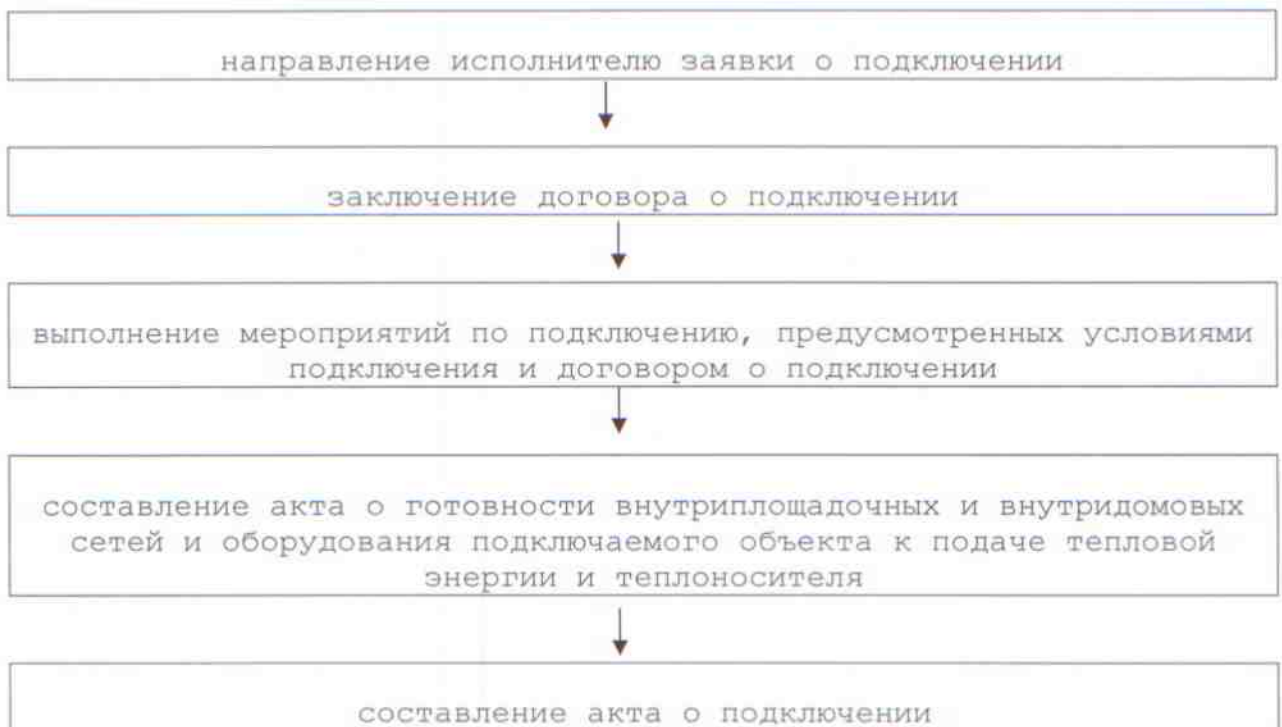 направление исполнителю заявки о подключении
заключение договора о подключении
выполнение мероприятий по подключению, предусмотренных условиями
подключения и договором о подключении
составление акта о готовности внутриплощадочных и внутридомовых
сетей и оборудования подключаемого объекта к подаче тепловой
энергии и теплоносителя
составление акта о подключении